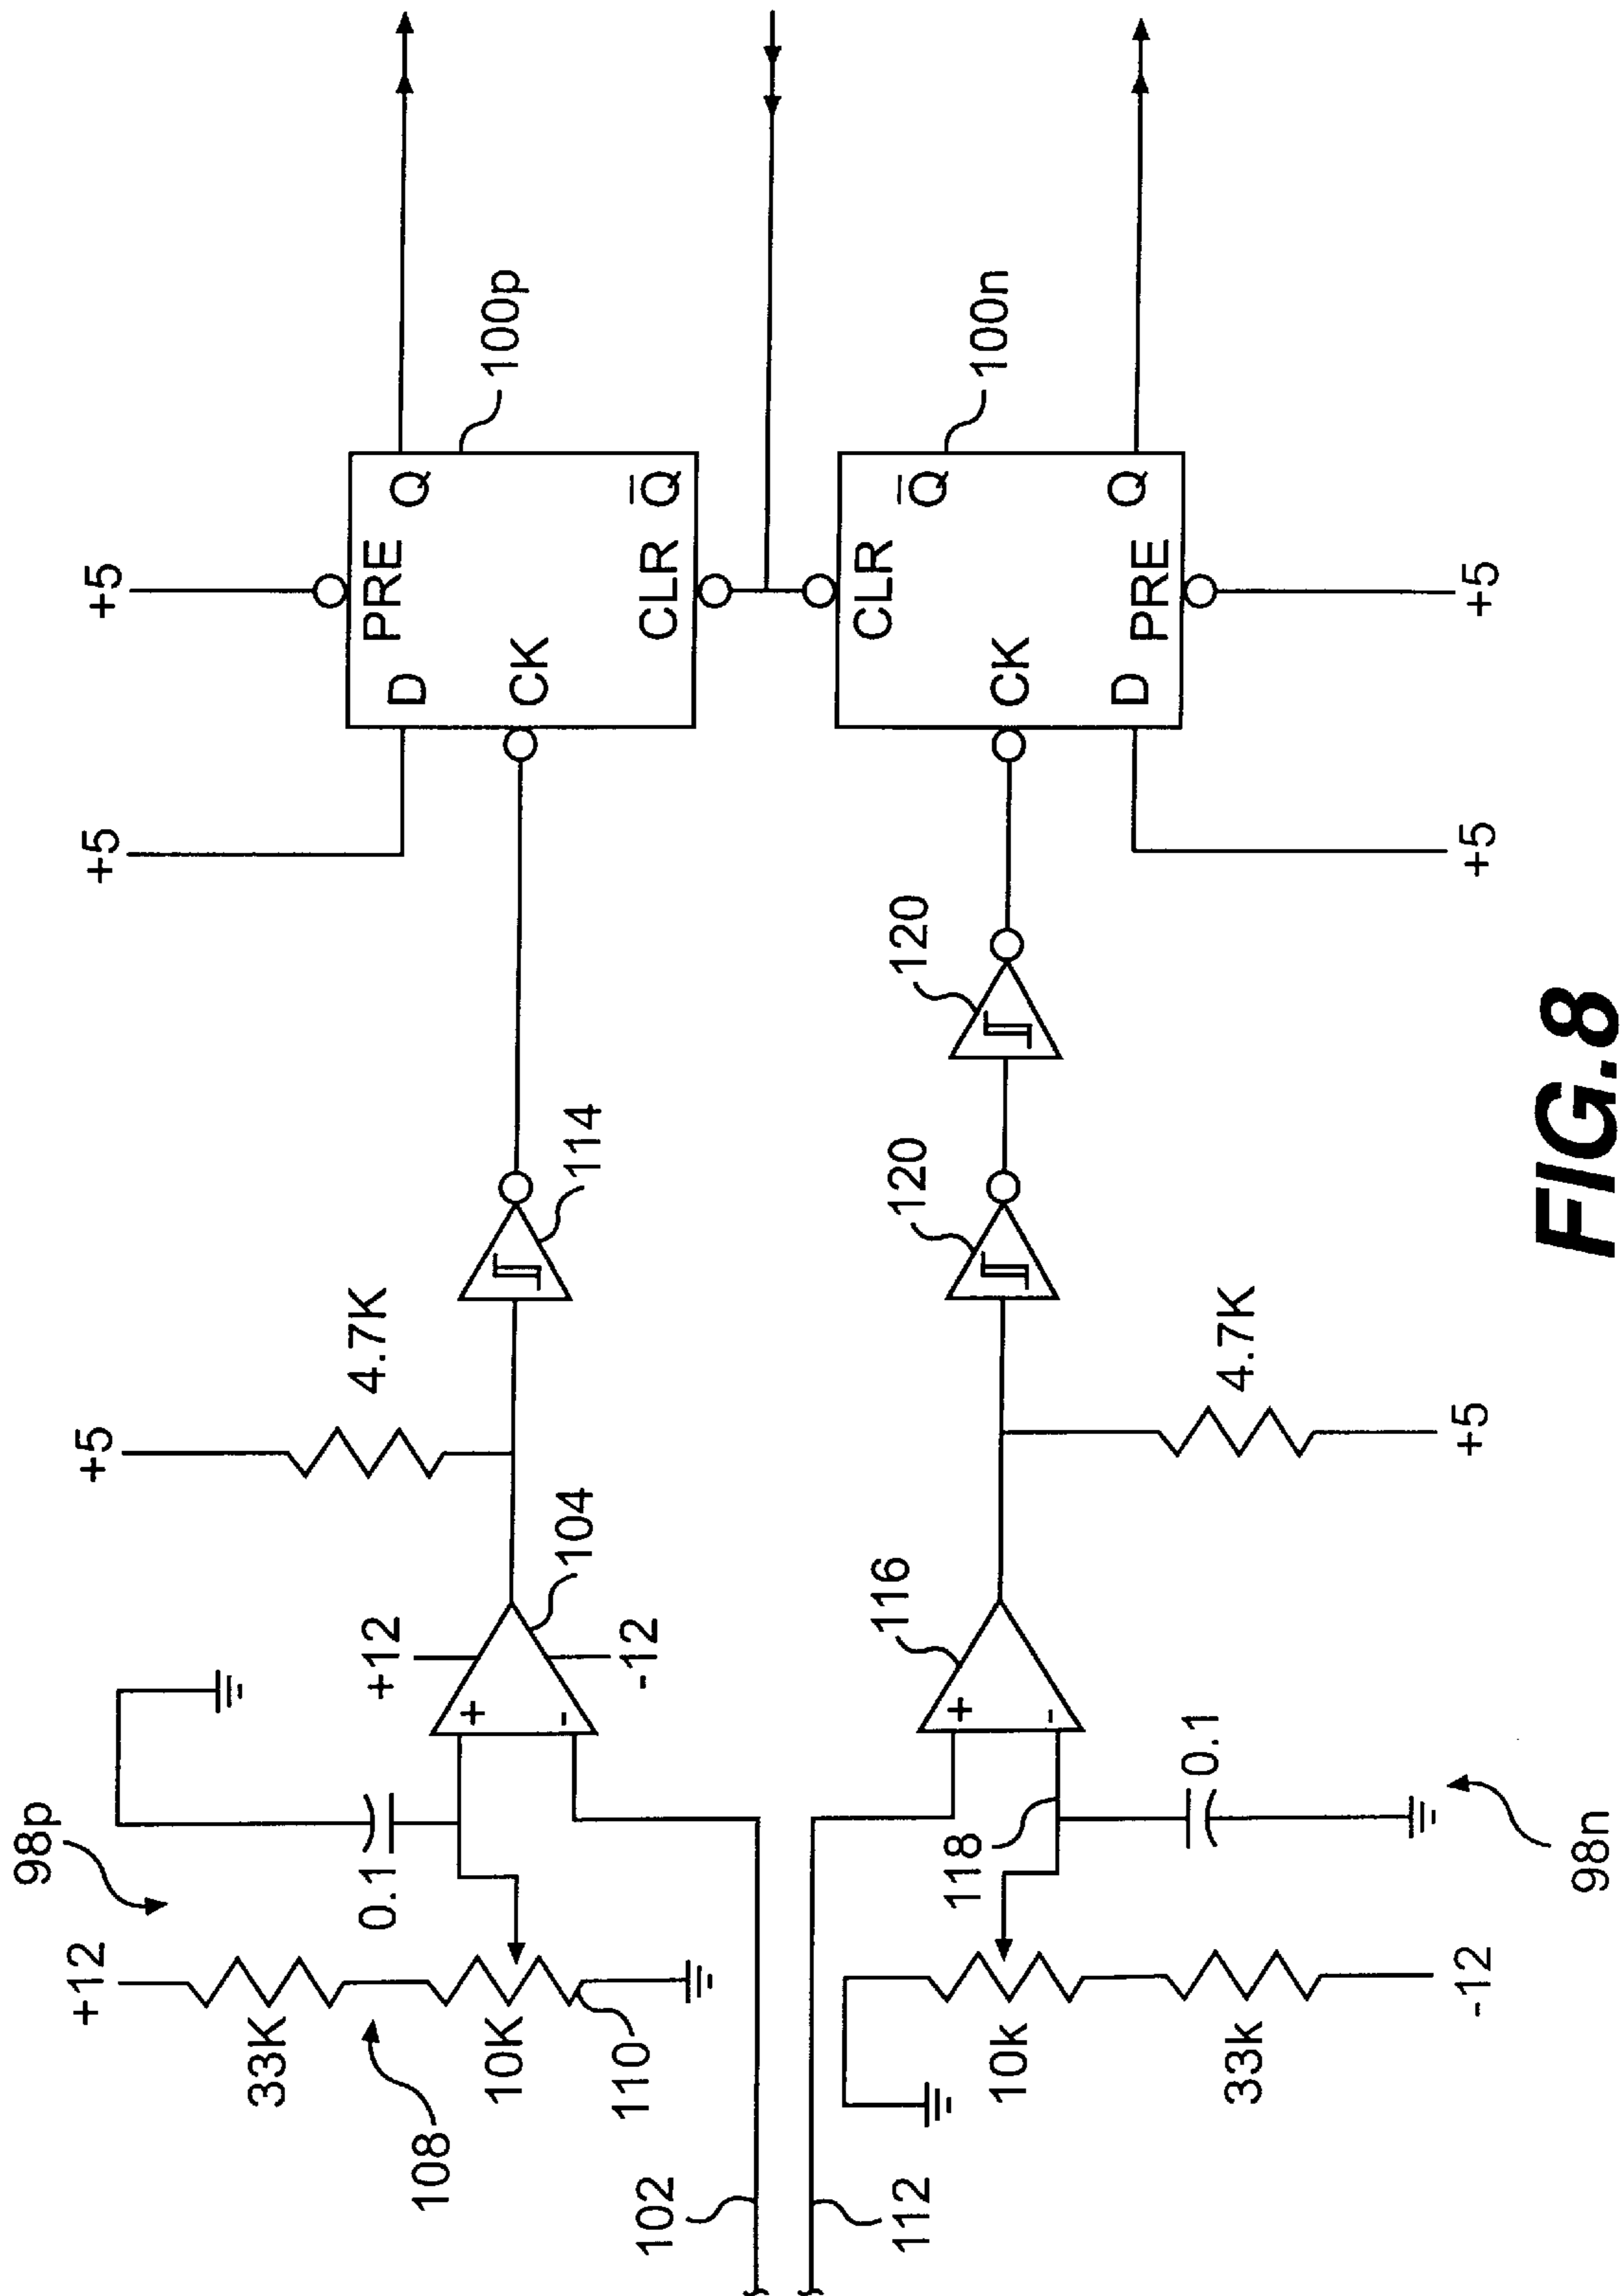 98p
+12
33K
108
10K
110
0.1
+12
+
-
-12
104
+5
4.7K
114
+5
+5
D
PRE
Q
CK
CLR
Q̅
100p
102
112
10k
33k
-12
118
0.1
98n
116
+
-
4.7K
+5
120
120
CLR
Q̅
CK
D
PRE
Q
100n
+5
+5
FIG.8